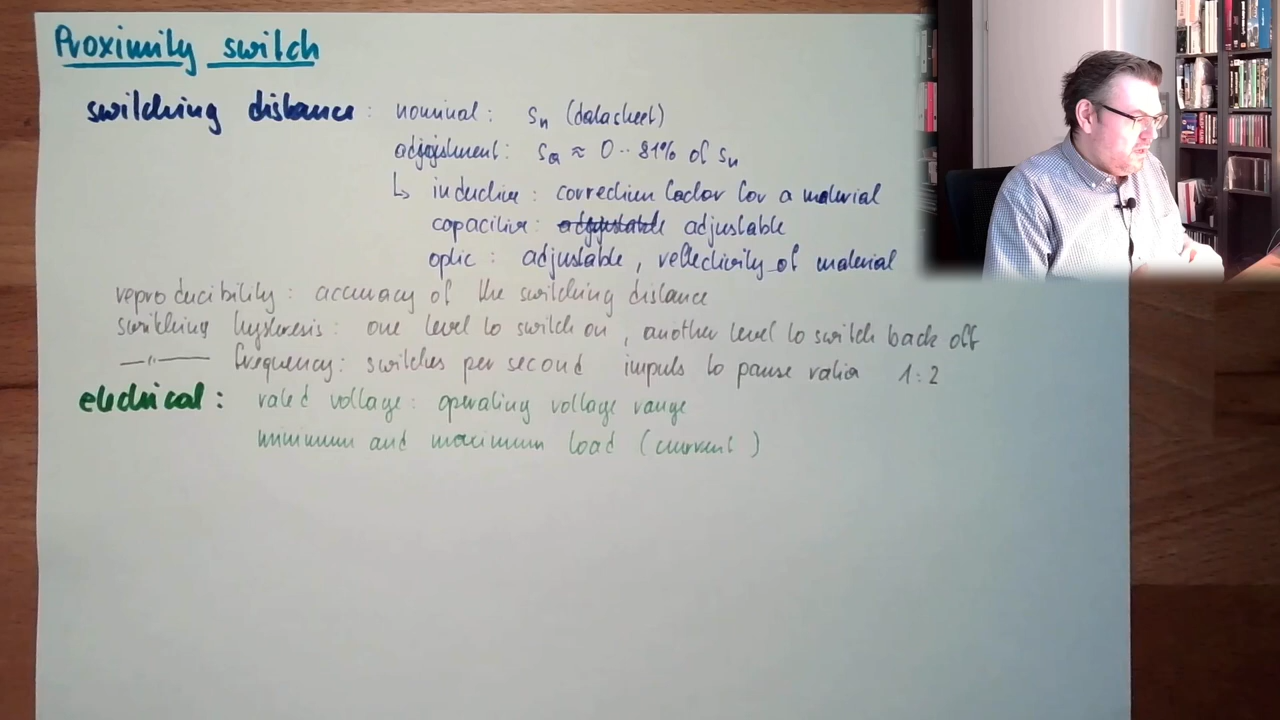 Proximily switch
switching distance: nominal: sn (datasheet)
adjustment: sa ≈ 0..81% of sn
↳ inductive: correction factor for a material
capacitive: adjustable adjustable
optic: adjustable, reflectivity of material
reproducibility: accuracy of the switching distance
switching hysteresis: one level to switch on, another level to switch back off
—〃— frequency: switches per second impuls to pause ratio 1:2
electrical: rated voltage: operating voltage range
minimum and maximum load (current)